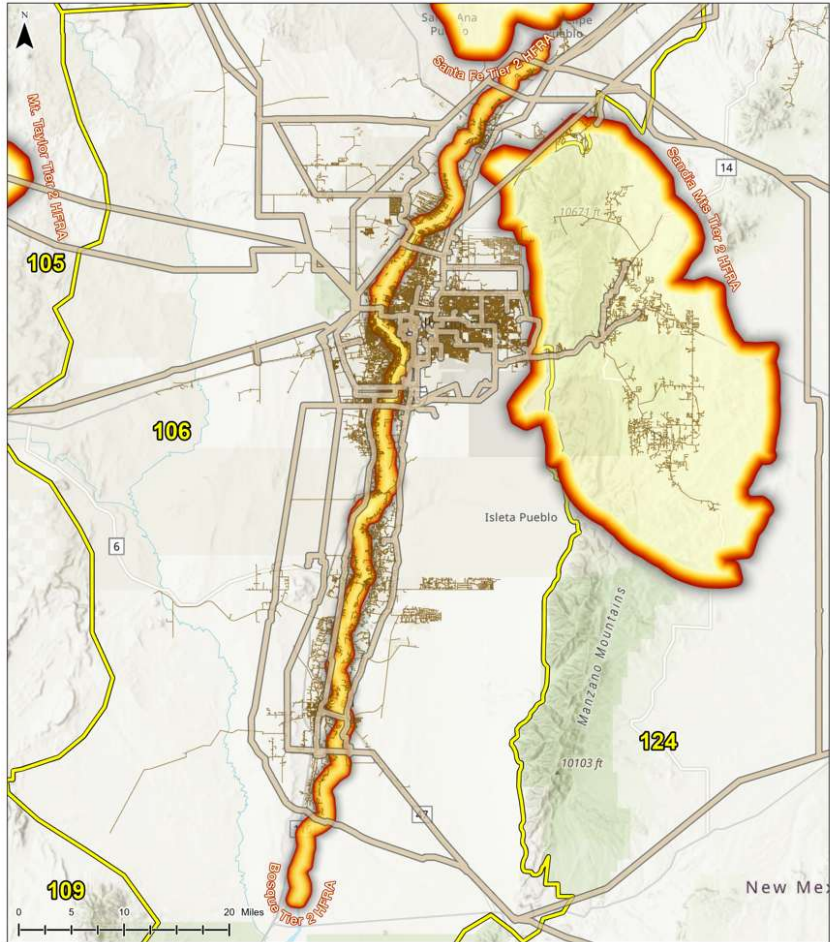 N
Santa Fe Tier 2 HFRA
Mt. Taylor Tier 2 HFRA
Sandia Mts Tier 2 HFRA
14
10671 ft
105
106
6
Isleta Pueblo
Manzano Mountains
124
10103 ft
47
Bosque Tier 2 HFRA
109
New Mex
0 5 10 20 Miles